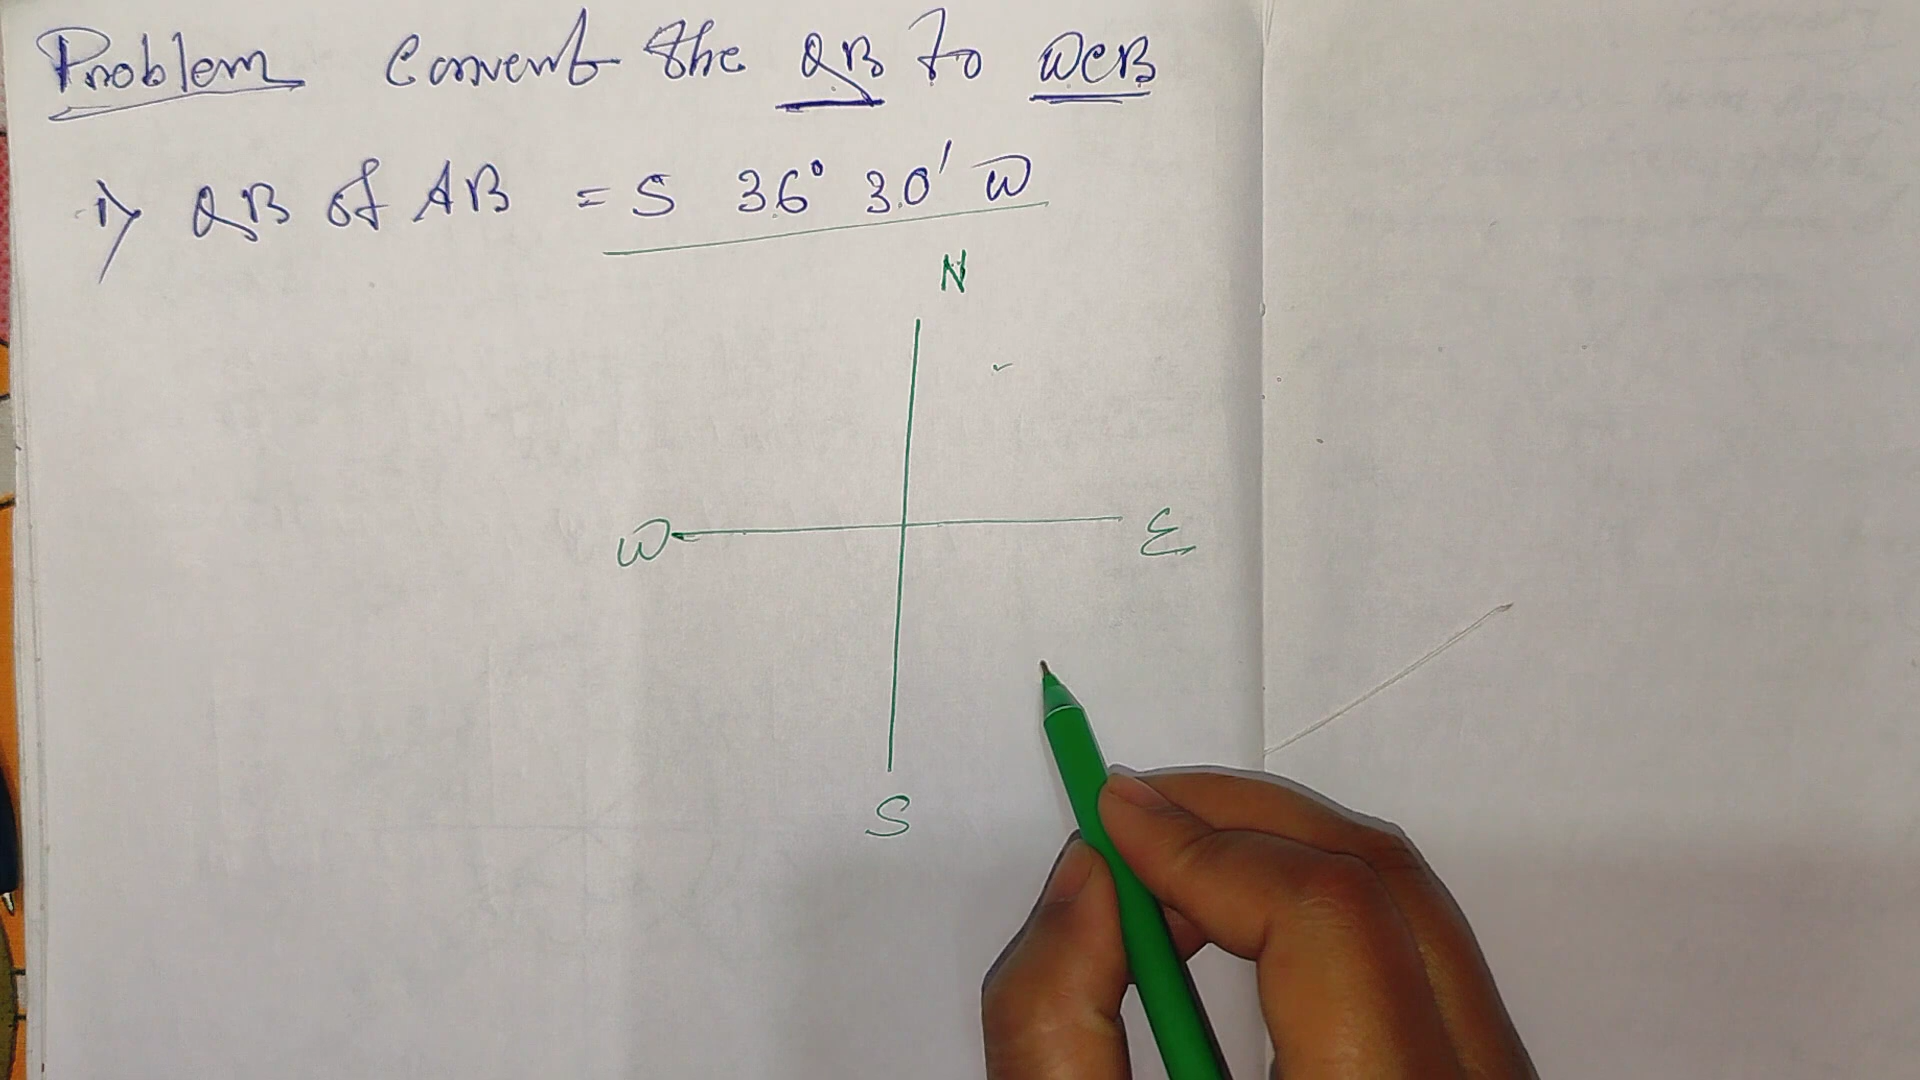 Problem Convert the QB to WCB
1) QB of AB = S 36° 30' W
N
W E
S